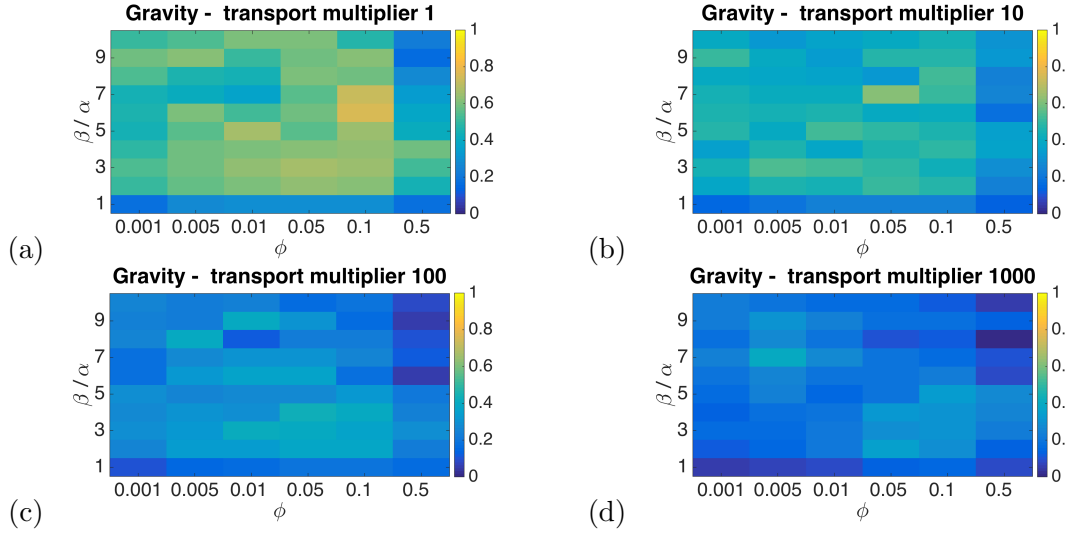 Gravity -  transport multiplier 1
1
9
0.8
7
0.6
β / α
5
0.4
3
0.2
1
0
0.001 0.005 0.01 0.05 0.1 0.5
(a)
ϕ
Gravity -  transport multiplier 10
1
9
0.
7
0.
β / α
5
0.
3
0.
1
0
0.001 0.005 0.01 0.05 0.1 0.5
(b)
ϕ
Gravity -  transport multiplier 100
1
9
0.8
7
0.6
β / α
5
0.4
3
0.2
1
0
0.001 0.005 0.01 0.05 0.1 0.5
(c)
ϕ
Gravity -  transport multiplier 1000
1
9
0.
7
0.
β / α
5
0.
3
0.
1
0
0.001 0.005 0.01 0.05 0.1 0.5
(d)
ϕ